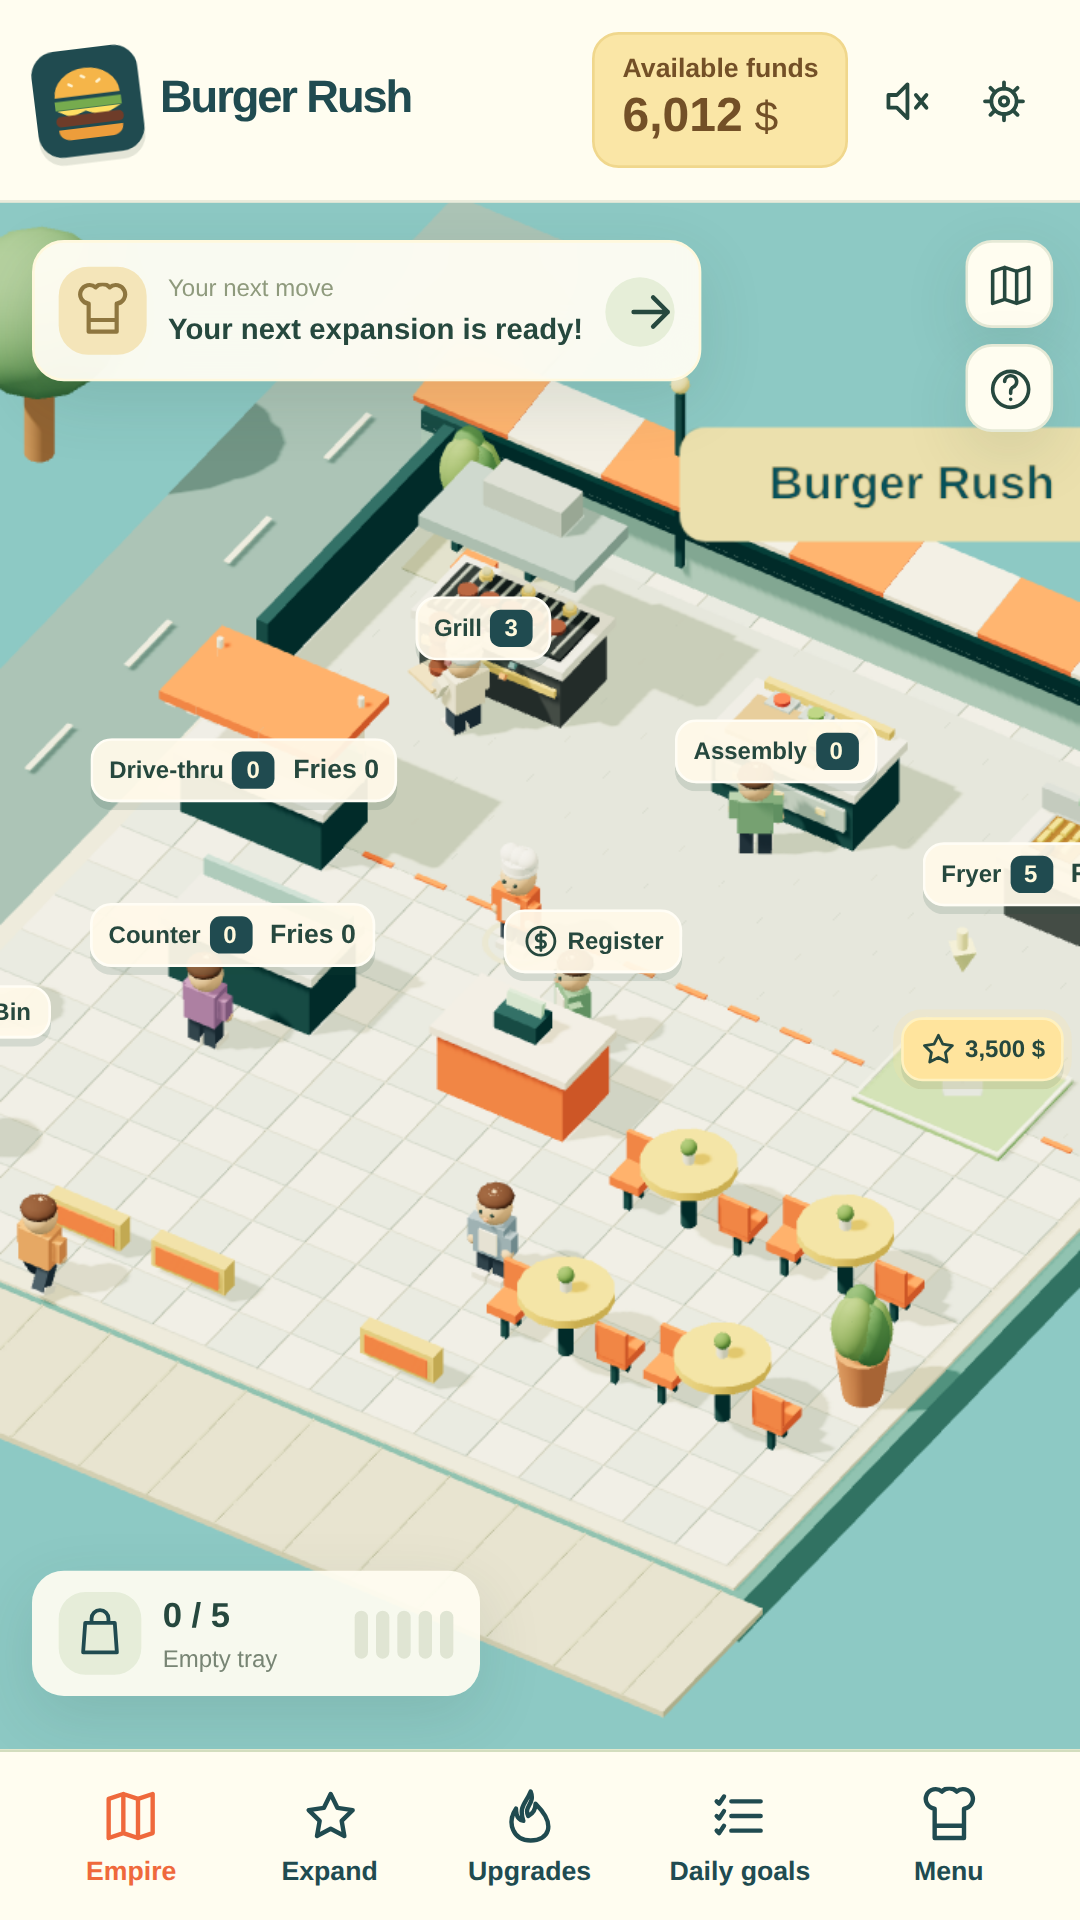 Burger Rush
Available funds
6,012 $
Your next move
Your next expansion is ready!
Burger Rush
Grill 3
Assembly 0
Drive-thru 0 Fries 0
Fryer 5
Counter 0 Fries 0
Register
Bin
3,500 $
0 / 5
Empty tray
Empire
Expand
Upgrades
Daily goals
Menu